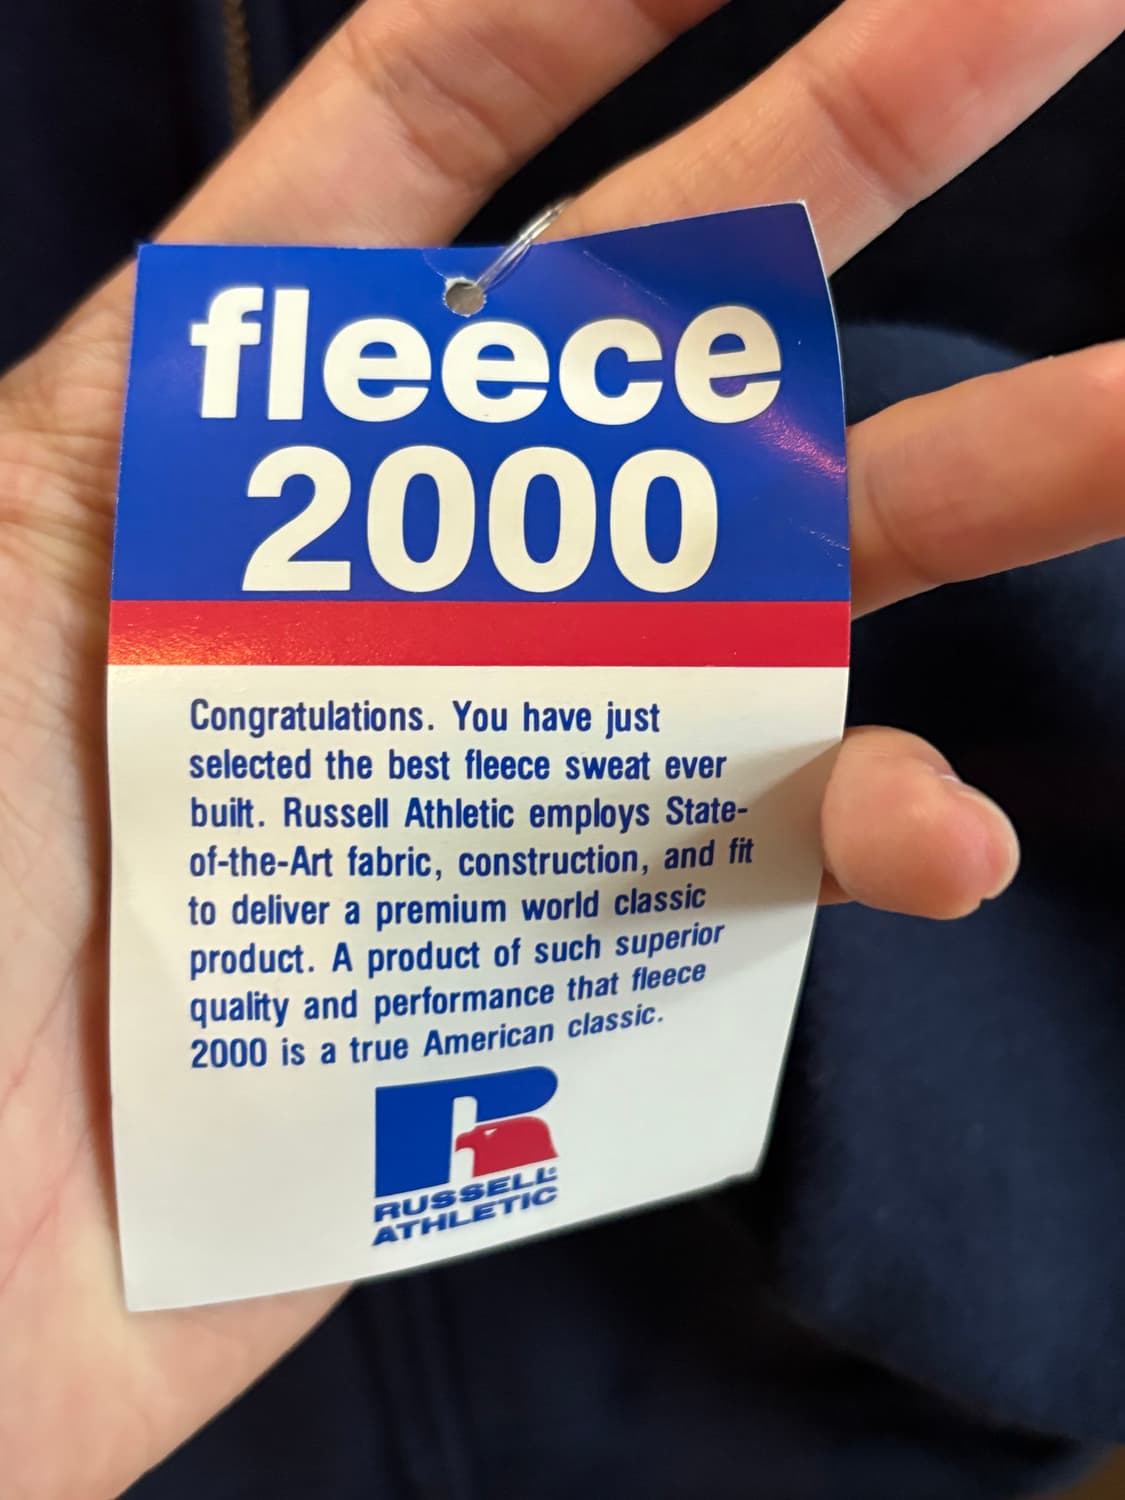 fleece
2000
Congratulations. You have just
selected the best fleece sweat ever
built. Russell Athletic employs State-
of-the-Art fabric, construction, and fit
to deliver a premium world classic
product. A product of such superior
quality and performance that fleece
2000 is a true American classic.
RUSSELL®
ATHLETIC